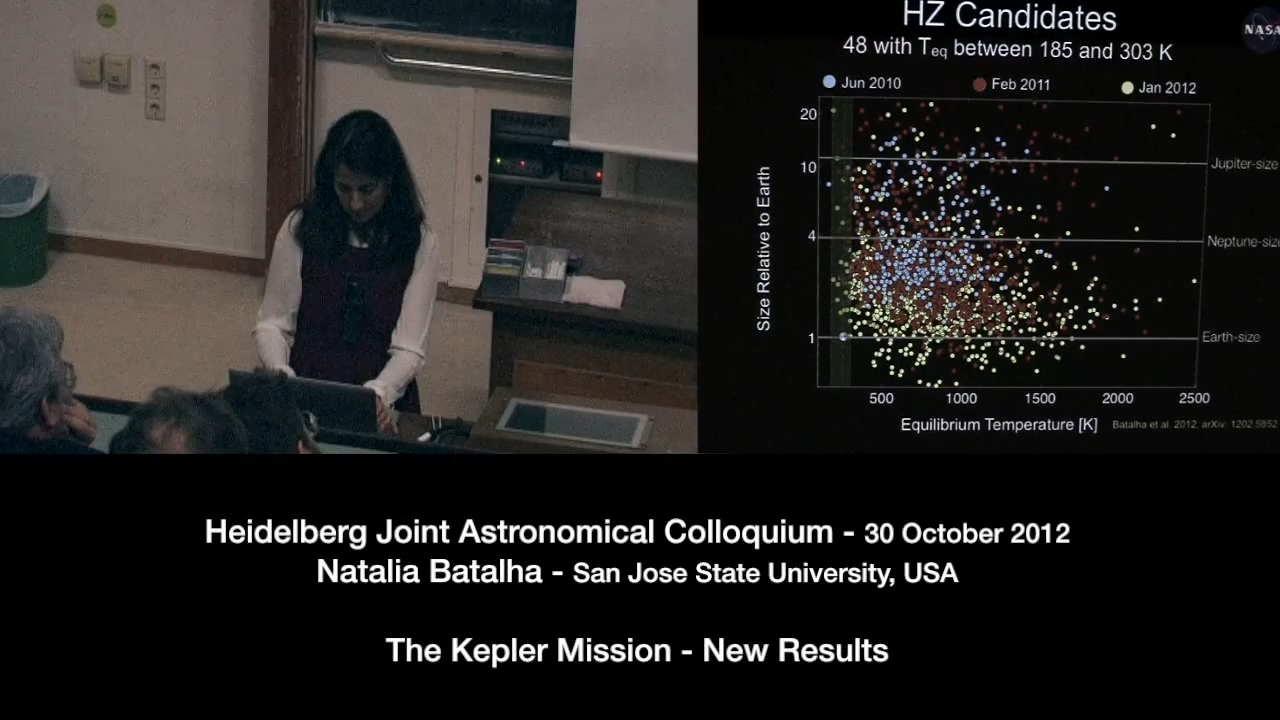 HZ Candidates
NASA
48 with Teq between 185 and 303 K
Jun 2010
Feb 2011
Jan 2012
20
10
4
1
Size Relative to Earth
Jupiter-size
Neptune-size
Earth-size
500
1000
1500
2000
2500
Equilibrium Temperature [K]
Batalha et al. 2012, arXiv: 1202.5852
Heidelberg Joint Astronomical Colloquium - 30 October 2012
Natalia Batalha - San Jose State University, USA
The Kepler Mission - New Results